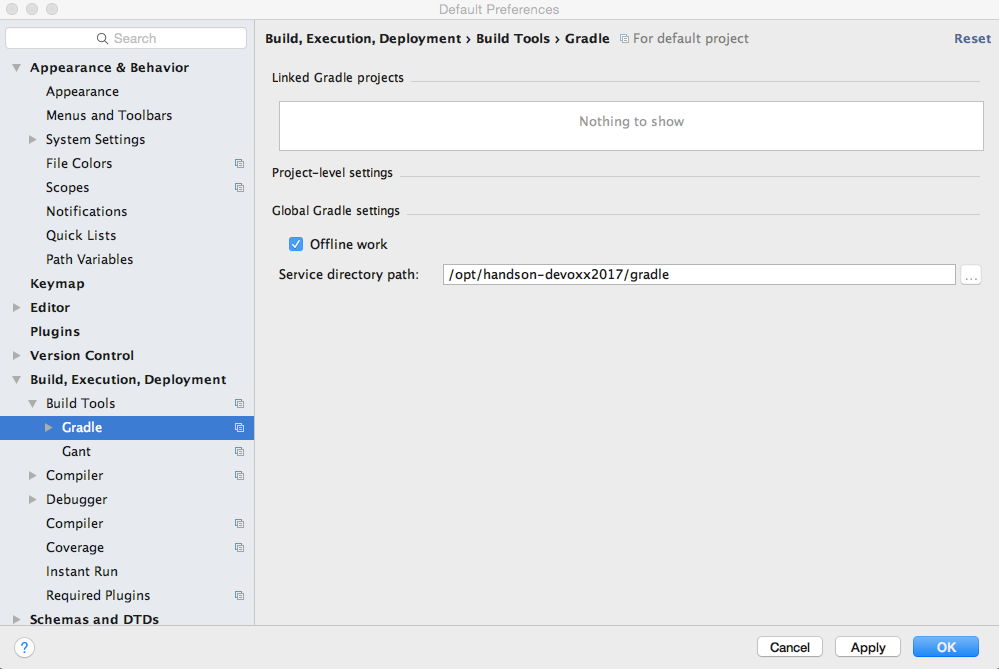 Default Preferences
Search
Appearance & Behavior
Appearance
Menus and Toolbars
System Settings
File Colors
Scopes
Notifications
Quick Lists
Path Variables
Keymap
Editor
Plugins
Version Control
Build, Execution, Deployment
Build Tools
Gradle
Gant
Compiler
Debugger
Compiler
Coverage
Instant Run
Required Plugins
Schemas and DTDs
?
Build, Execution, Deployment › Build Tools › Gradle For default project Reset
Linked Gradle projects
Nothing to show
Project-level settings
Global Gradle settings
Offline work
Service directory path: /opt/handson-devoxx2017/gradle ...
Cancel Apply OK